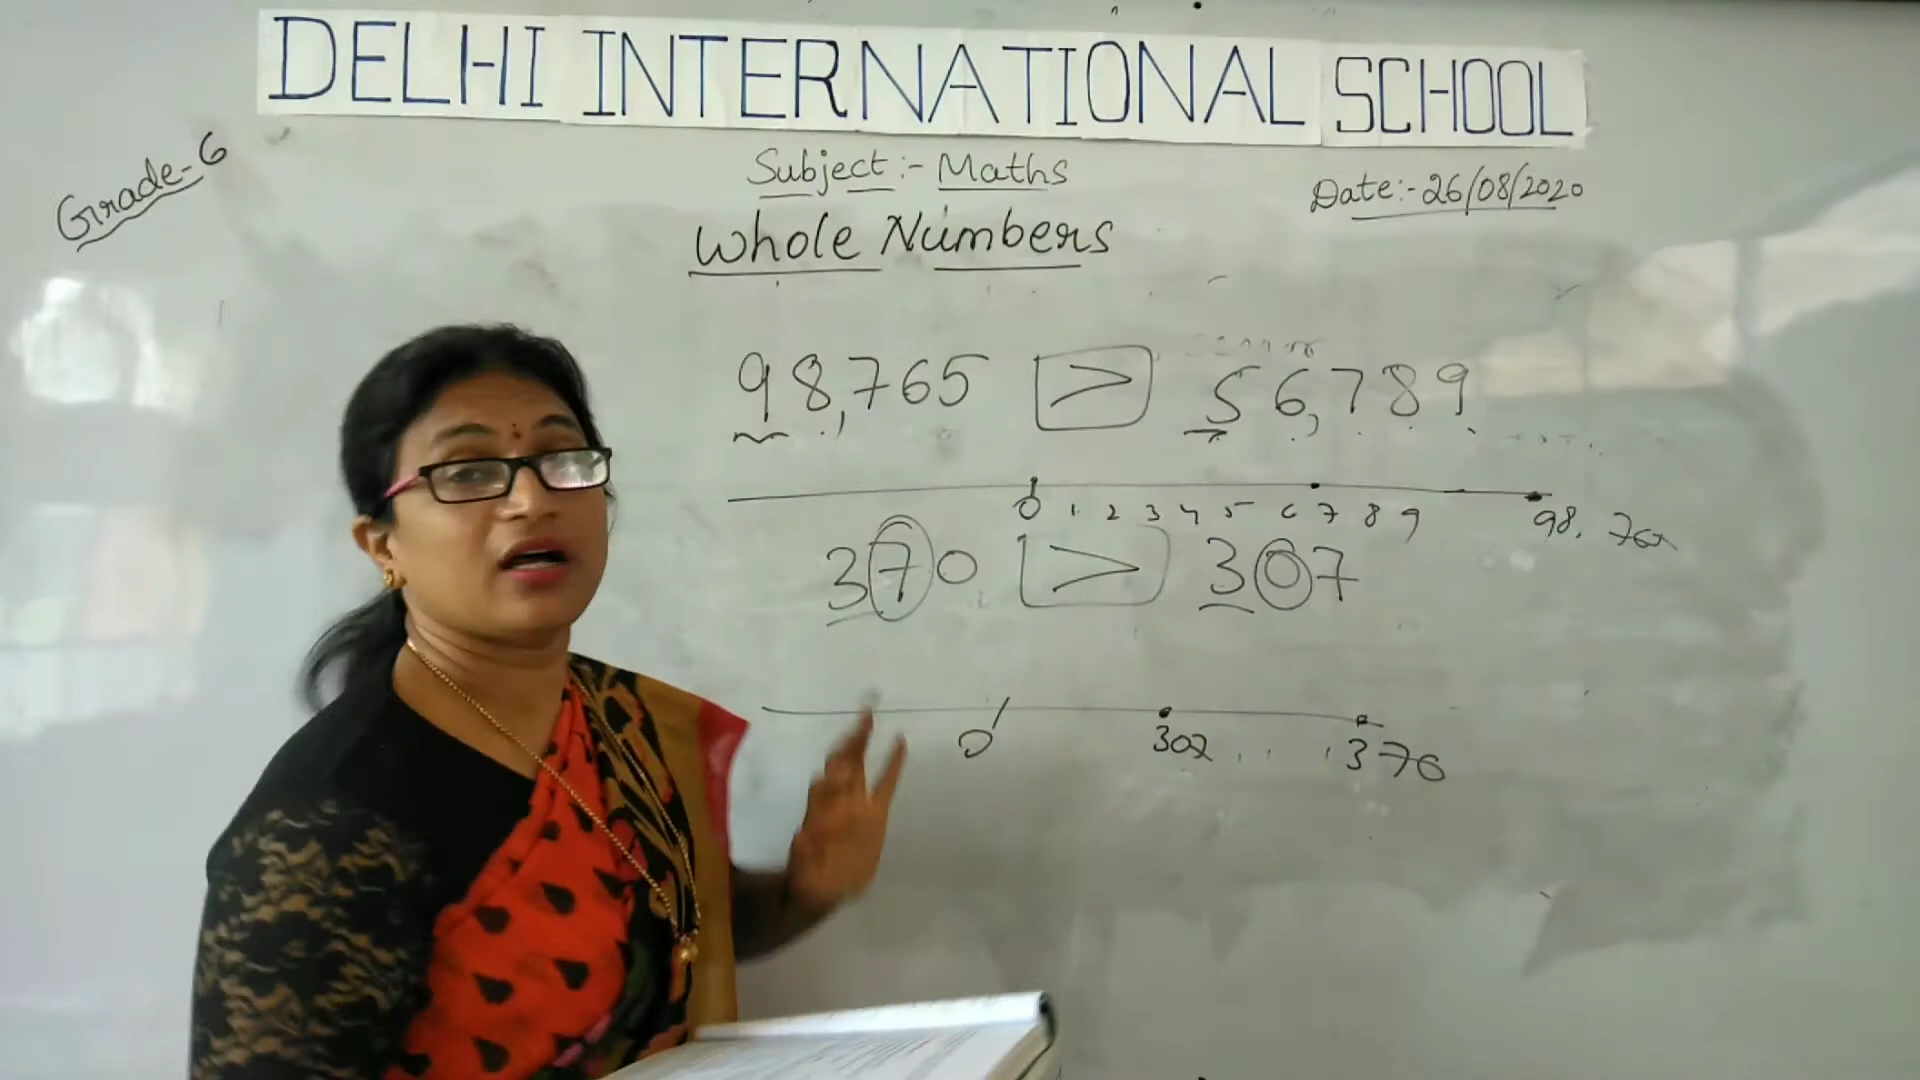 DELHI INTERNATIONAL SCHOOL
Grade-6
Subject:- Maths
Date:-26/08/2020
Whole Numbers
98,765 > 56,789
0 1 2 3 4 5 6 7 8 9 98,765
370 > 307
0 307 . . . 370